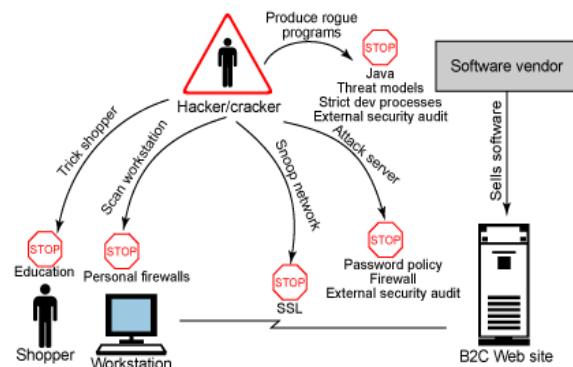 Produce rogue
programs
STOP
Java
Threat models
Strict dev processes
External security audit
Software vendor
Hacker/cracker
Trick shopper
Scan workstation
Snoop network
Attack server
Sells software
STOP
Education
STOP
Personal firewalls
STOP
SSL
STOP
Password policy
Firewall
External security audit
Shopper
Workstation
B2C Web site